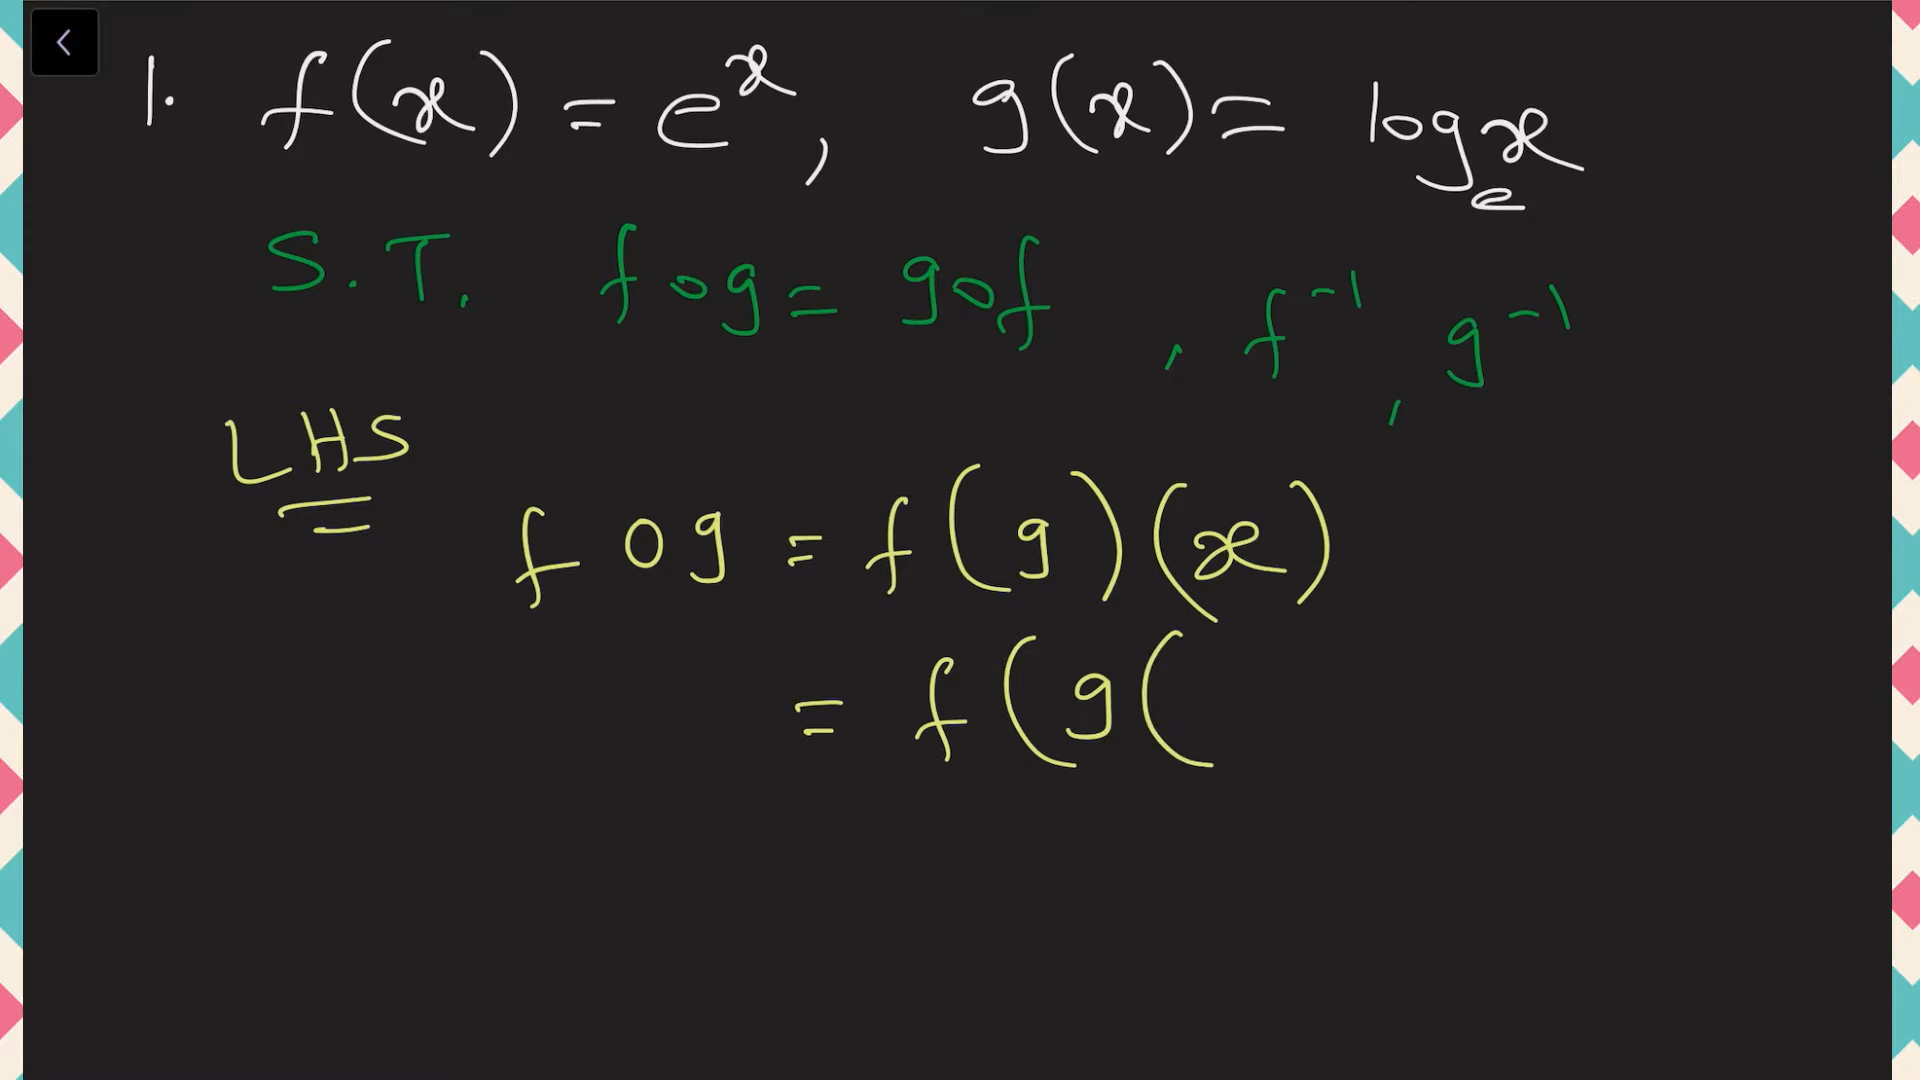 1. f(x) = e^x, g(x) = log_e x
S.T. fog = gof, f^-1, g^-1
LHS
fog = f(g)(x)
= f(g(